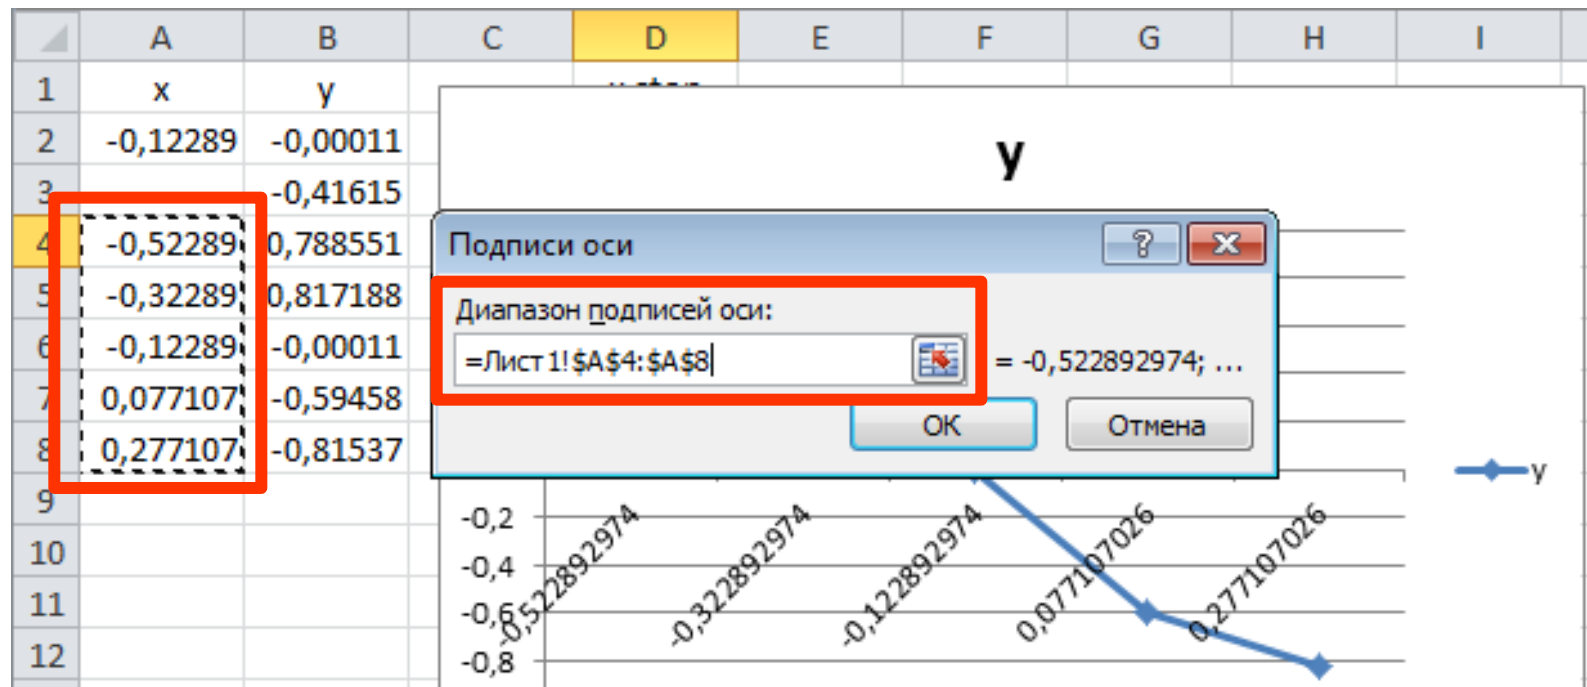 A B C D E F G H I
1 x y
2 -0,12289 -0,00011
y
3 -0,41615
4 -0,52289 0,788551
Подписи оси
5 -0,32289 0,817188
Диапазон подписей оси:
6 -0,12289 -0,00011
=Лист1!$A$4:$A$8 = -0,522892974; ...
7 0,077107 -0,59458
ОК Отмена
8 0,277107 -0,81537
y
9
-0,2
10
-0,4
-0,522892974 -0,322892974 -0,122892974 0,077107026 0,277107026
11
-0,6
12
-0,8